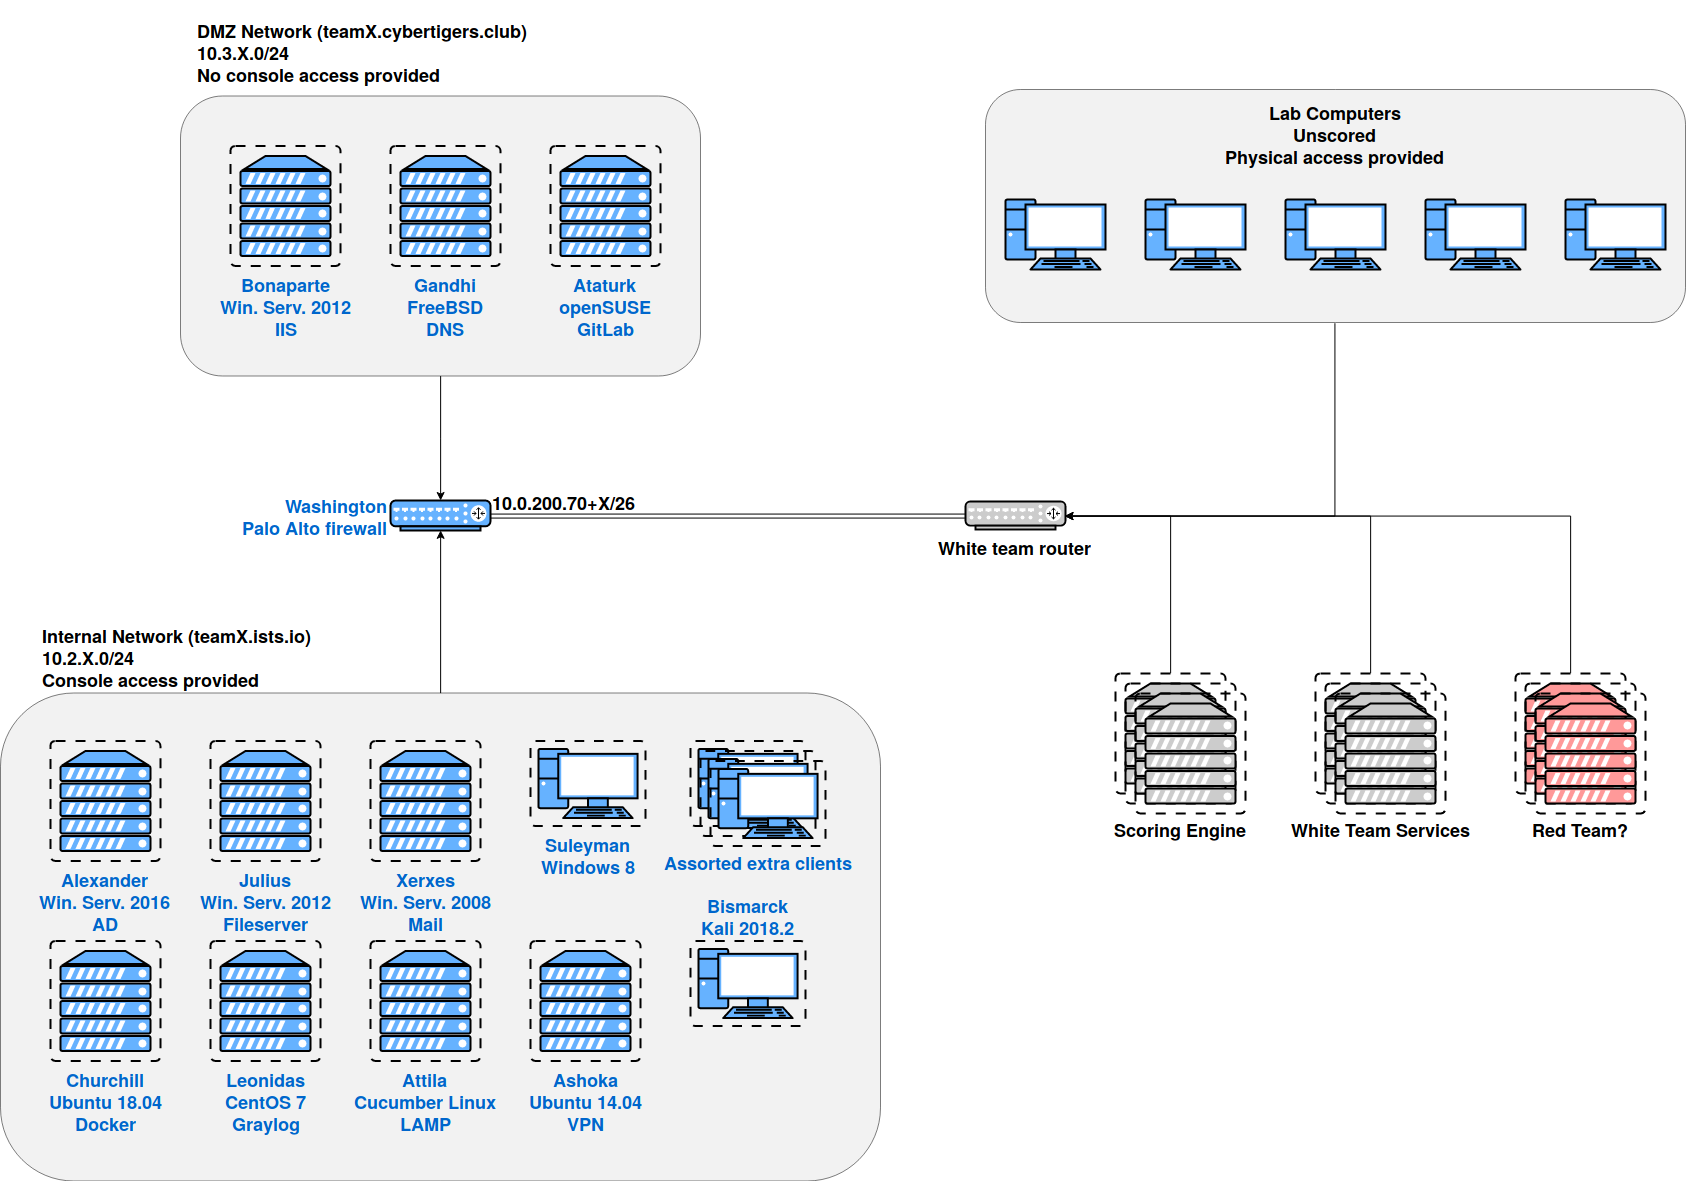 DMZ Network (teamX.cybertigers.club)
10.3.X.0/24
No console access provided
Bonaparte
Win. Serv. 2012
IIS
Gandhi
FreeBSD
DNS
Ataturk
openSUSE
GitLab
Lab Computers
Unscored
Physical access provided
Washington
Palo Alto firewall
10.0.200.70+X/26
White team router
Internal Network (teamX.ists.io)
10.2.X.0/24
Console access provided
Alexander
Win. Serv. 2016
AD
Julius
Win. Serv. 2012
Fileserver
Xerxes
Win. Serv. 2008
Mail
Suleyman
Windows 8
Assorted extra clients
Bismarck
Kali 2018.2
Churchill
Ubuntu 18.04
Docker
Leonidas
CentOS 7
Graylog
Attila
Cucumber Linux
LAMP
Ashoka
Ubuntu 14.04
VPN
Scoring Engine
White Team Services
Red Team?